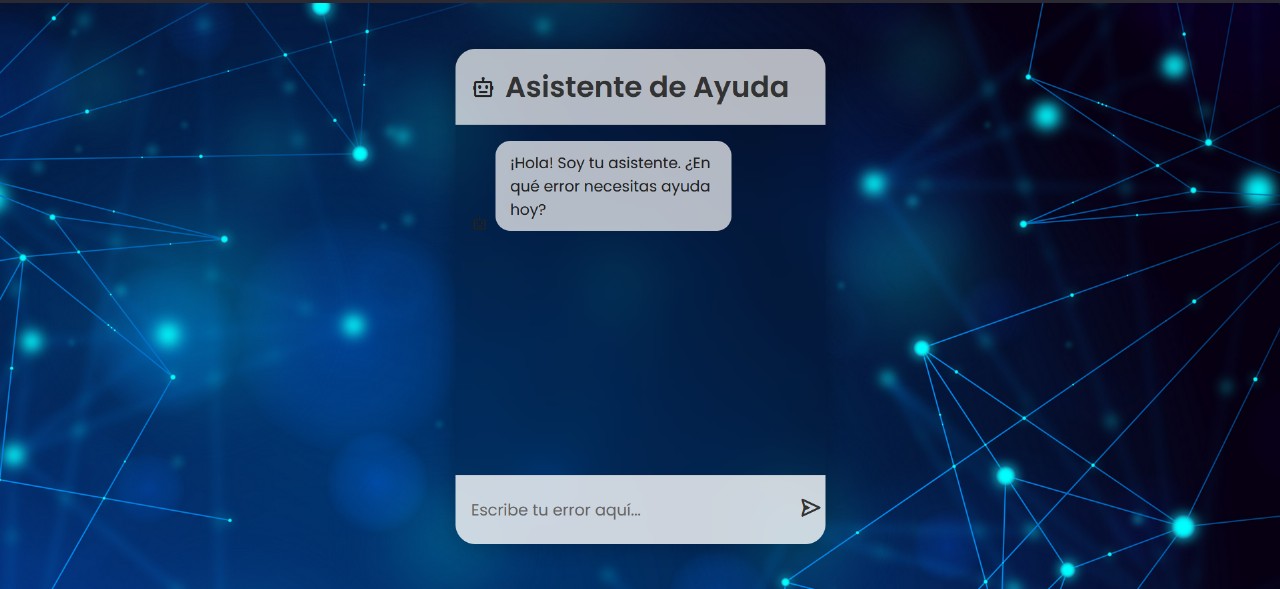 Asistente de Ayuda
¡Hola! Soy tu asistente. ¿En
qué error necesitas ayuda
hoy?
Escribe tu error aquí...